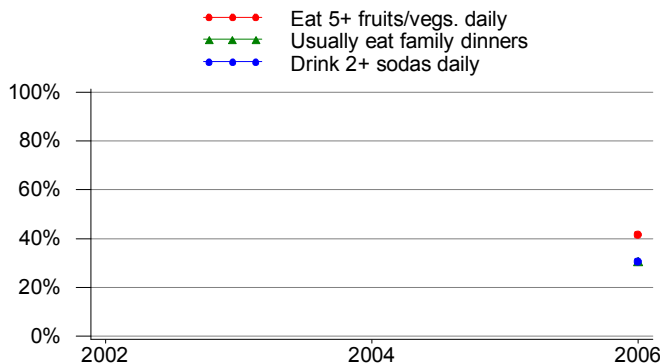 Eat 5+ fruits/vegs. daily
Usually eat family dinners
Drink 2+ sodas daily
100%
80%
60%
40%
20%
0%
2002 2004 2006